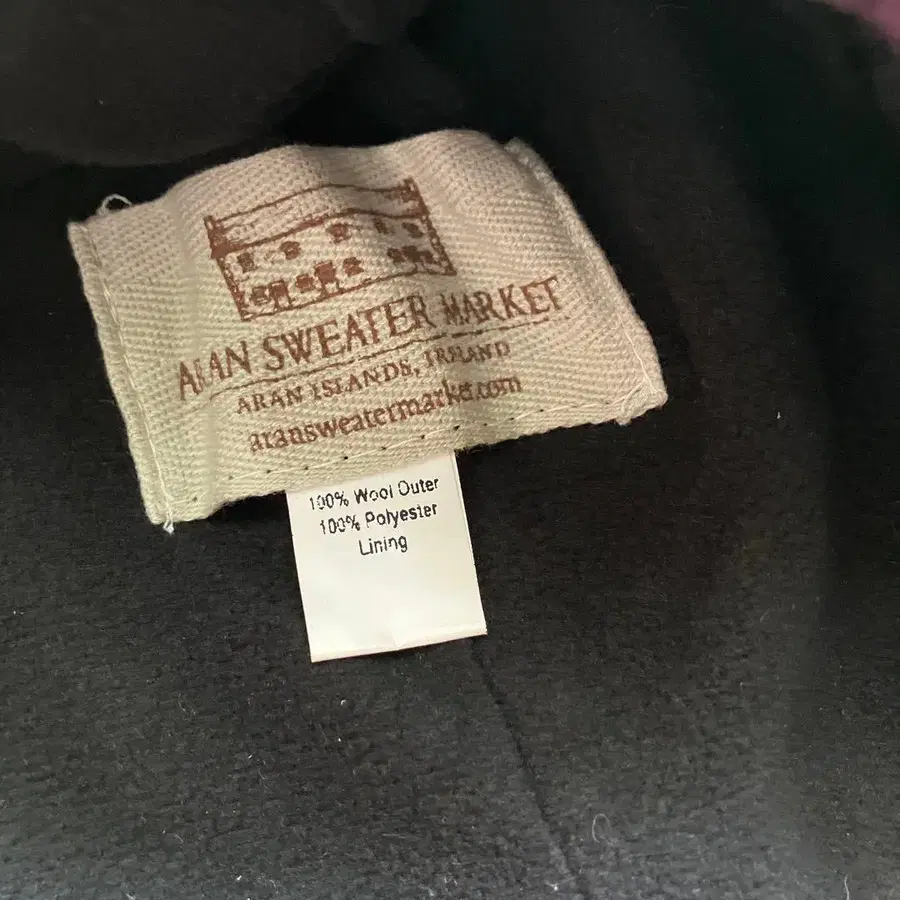 ARAN SWEATER MARKET
ARAN ISLANDS, IRELAND
aransweatermarket.com
100% Wool Outer
100% Polyester
Lining